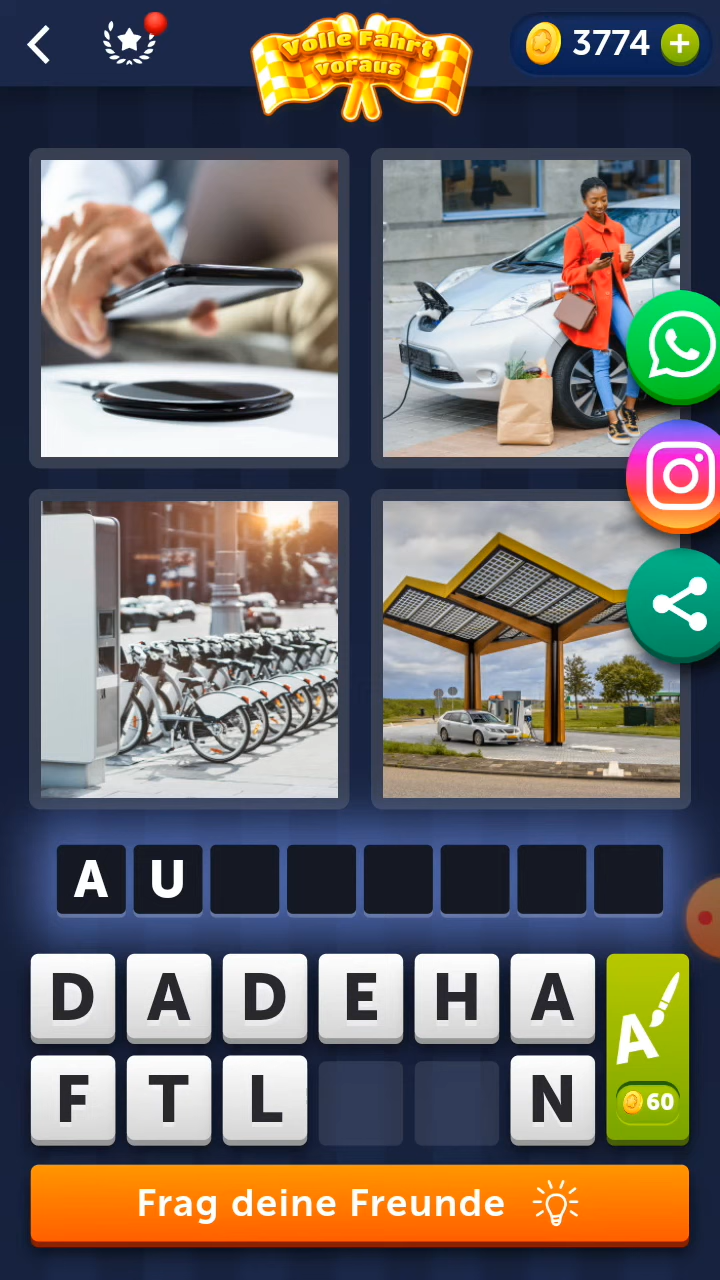 Volle Fahrt
voraus
3774
A U
D A D E H A
F T L N
A
60
Frag deine Freunde